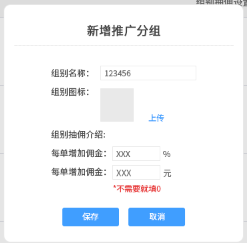 新增推广分组
组别名称: 123456
组别图标:
上传
组别抽佣介绍:
每单增加佣金: XXX %
每单增加佣金: XXX 元
*不需要就填0
保存 取消